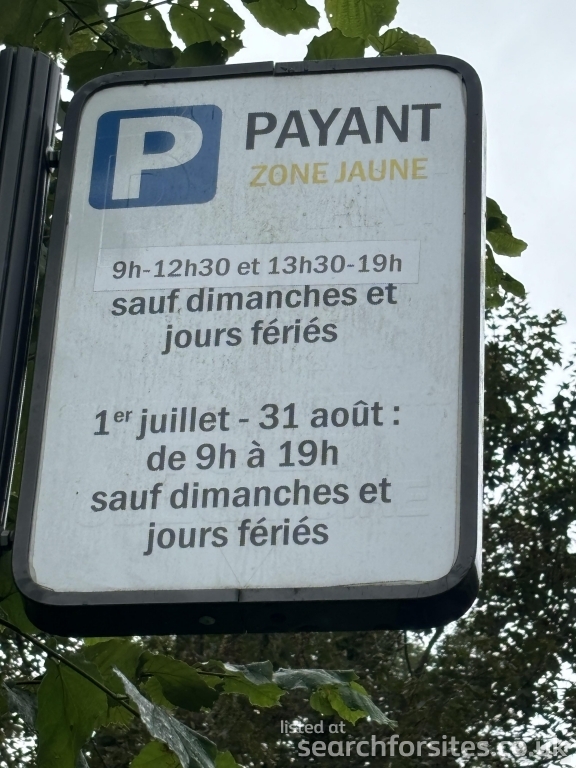 P PAYANT
ZONE JAUNE
9h-12h30 et 13h30-19h
sauf dimanches et
jours fériés
1er juillet - 31 août :
de 9h à 19h
sauf dimanches et
jours fériés
listed at
searchforsites.co.uk